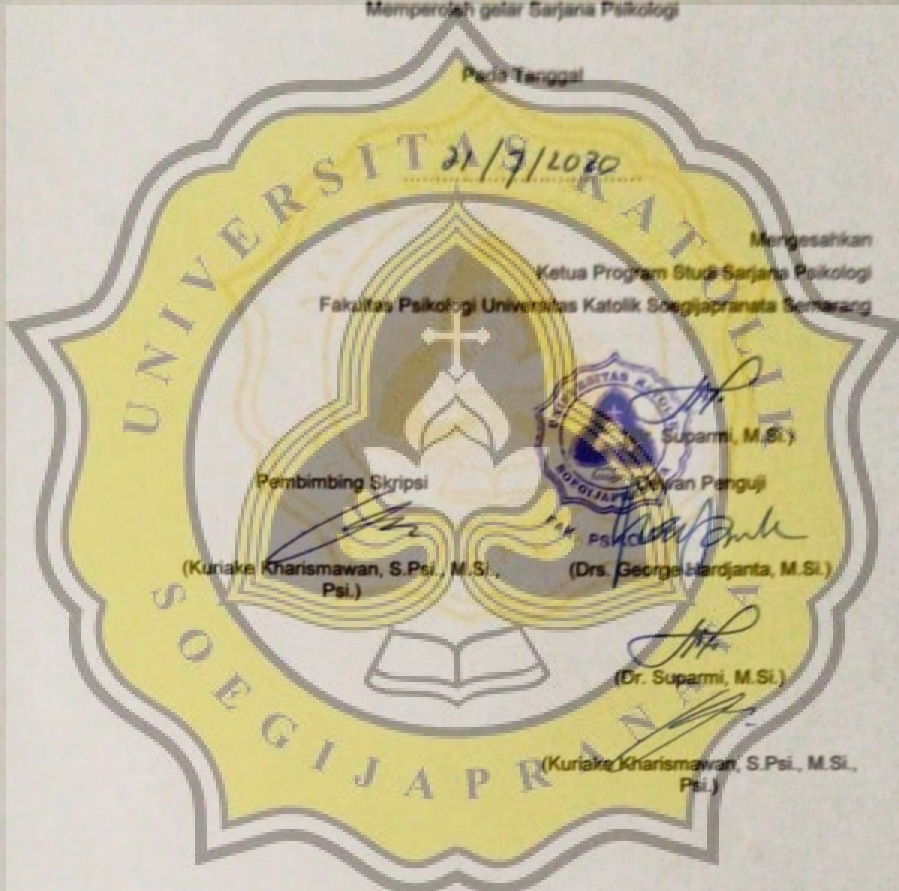 Memperoleh gelar Sarjana Psikologi
Pada Tanggal
21/7/2020
Mengesahkan
Ketua Program Studi Sarjana Psikologi
Fakultas Psikologi Universitas Katolik Soegijapranata Semarang
Suparmi, M.Si.)
Pembimbing Skripsi
Dewan Penguji
(Kuriake Kharismawan, S.Psi., M.Si.,
Psi.)
(Drs. George Hardjanta, M.Si.)
(Dr. Suparmi, M.Si.)
(Kuriake Kharismawan, S.Psi., M.Si.,
Psi.)
UNIVERSITAS KATOLIK
SOEGIJAPRANATA